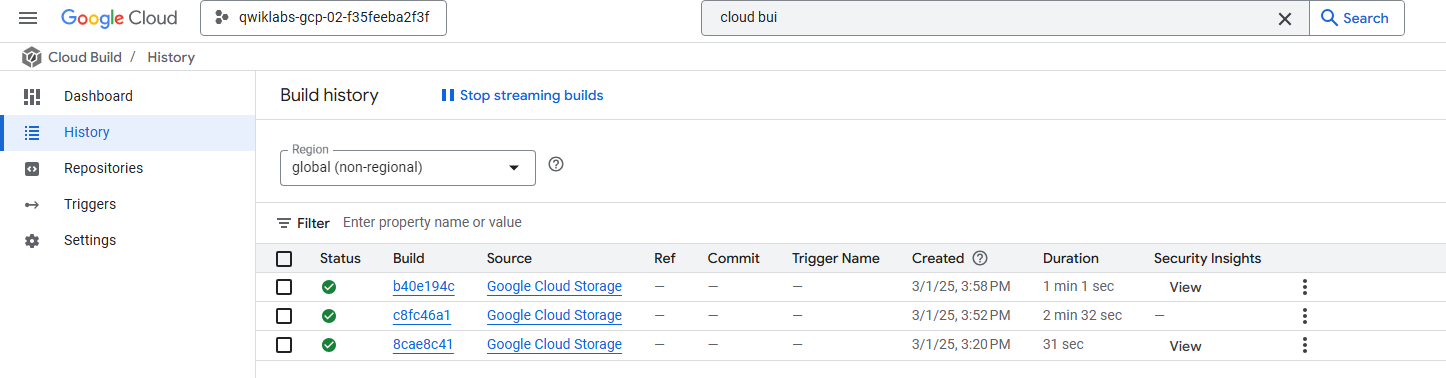 Google Cloud qwiklabs-gcp-02-f35feeba2f3f cloud bui Search
Cloud Build / History
Dashboard
History
Repositories
Triggers
Settings
Build history Stop streaming builds
Region
global (non-regional)
Filter Enter property name or value
Status Build Source Ref Commit Trigger Name Created Duration Security Insights
b40e194c Google Cloud Storage — — — 3/1/25, 3:58 PM 1 min 1 sec View
c8fc46a1 Google Cloud Storage — — — 3/1/25, 3:52 PM 2 min 32 sec —
8cae8c41 Google Cloud Storage — — — 3/1/25, 3:20 PM 31 sec View